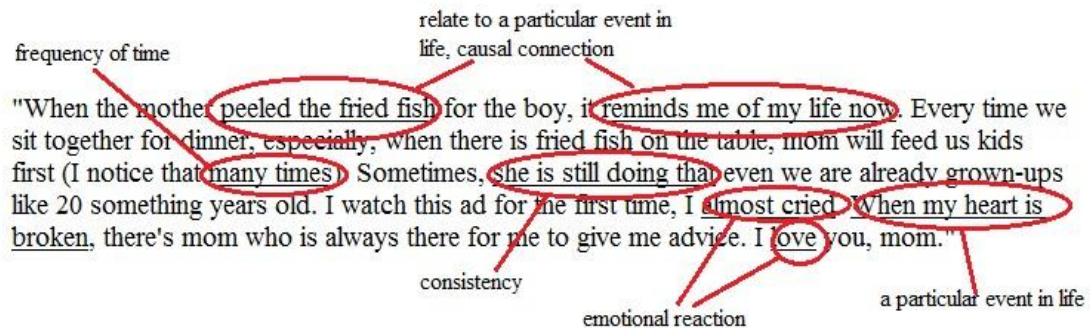 relate to a particular event in
life, causal connection
frequency of time
"When the mother peeled the fried fish for the boy, it reminds me of my life now. Every time we
sit together for dinner, especially, when there is fried fish on the table, mom will feed us kids
first (I notice that many times). Sometimes, she is still doing that even we are already grown-ups
like 20 something years old. I watch this ad for the first time, I almost cried. When my heart is
broken, there's mom who is always there for me to give me advice. I love you, mom."
consistency
emotional reaction
a particular event in life